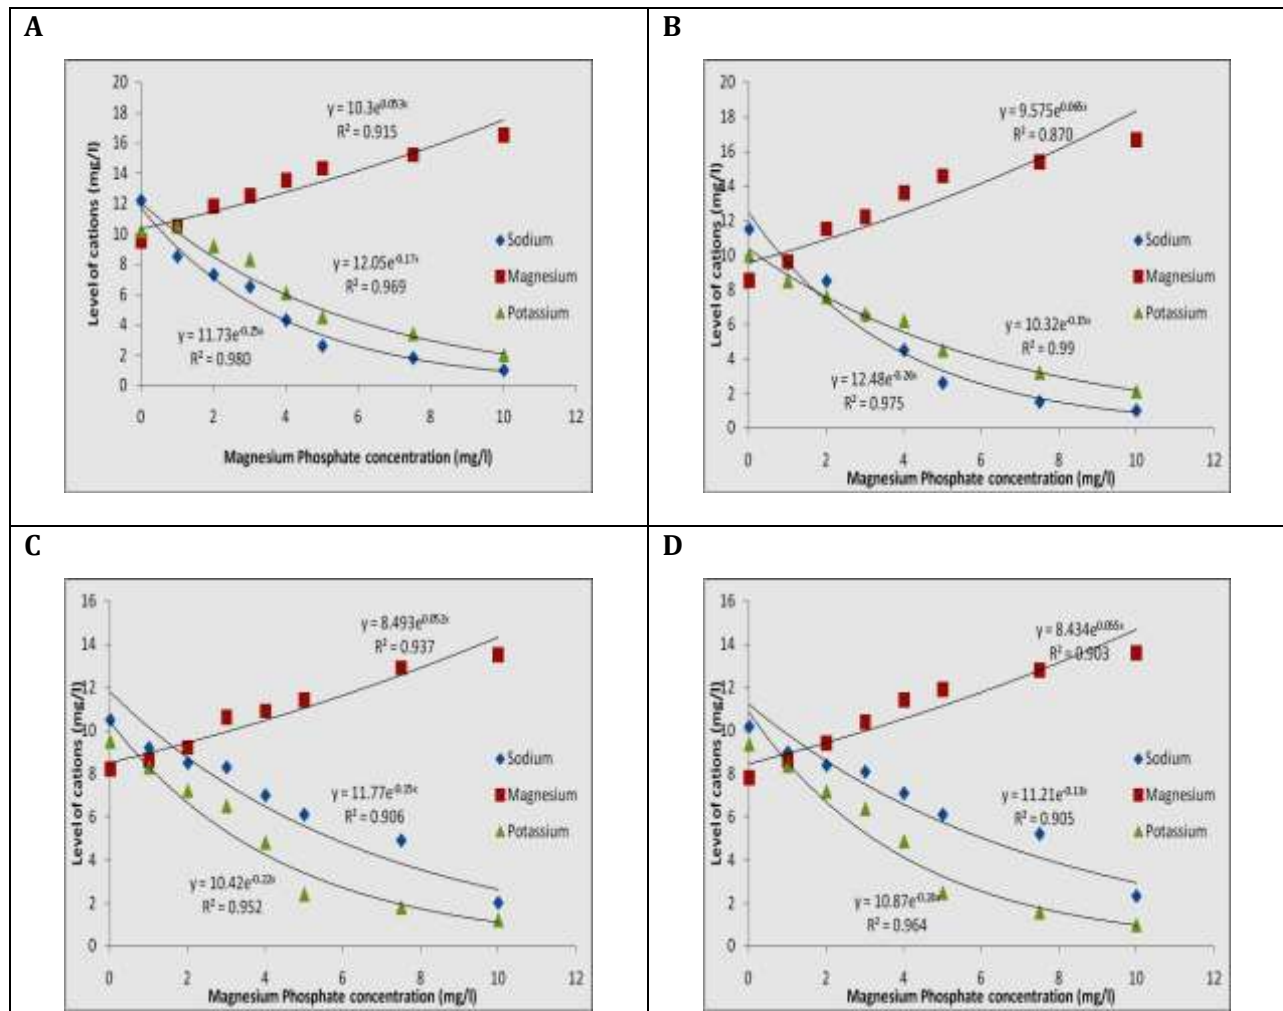 A
20
18
16
14
12
10
8
6
4
2
0
Level of cations (mg/l)
y = 10.3e^0.053x
R² = 0.915
y = 12.05e^-0.17x
R² = 0.969
y = 11.73e^-0.25x
R² = 0.980
Sodium
Magnesium
Potassium
0 2 4 6 8 10 12
Magnesium Phosphate concentration (mg/l)
B
20
18
16
14
12
10
8
6
4
2
0
Level of cations (mg/l)
y = 9.575e^0.065x
R² = 0.870
y = 10.32e^-0.15x
R² = 0.99
y = 12.48e^-0.26x
R² = 0.975
Sodium
Magnesium
Potassium
0 2 4 6 8 10 12
Magnesium Phosphate concentration (mg/l)
C
16
14
12
10
8
6
4
2
0
Level of cations (mg/l)
y = 8.493e^0.052x
R² = 0.937
y = 11.77e^-0.15x
R² = 0.906
y = 10.42e^-0.22x
R² = 0.952
Sodium
Magnesium
Potassium
0 2 4 6 8 10 12
Magnesium Phosphate concentration (mg/l)
D
16
14
12
10
8
6
4
2
0
Level of cations (mg/l)
y = 8.434e^0.055x
R² = 0.903
y = 11.21e^-0.13x
R² = 0.905
y = 10.87e
R² = 0.964
Sodium
Magnesium
Potassium
0 2 4 6 8 10 12
Magnesium Phosphate concentration (mg/l)